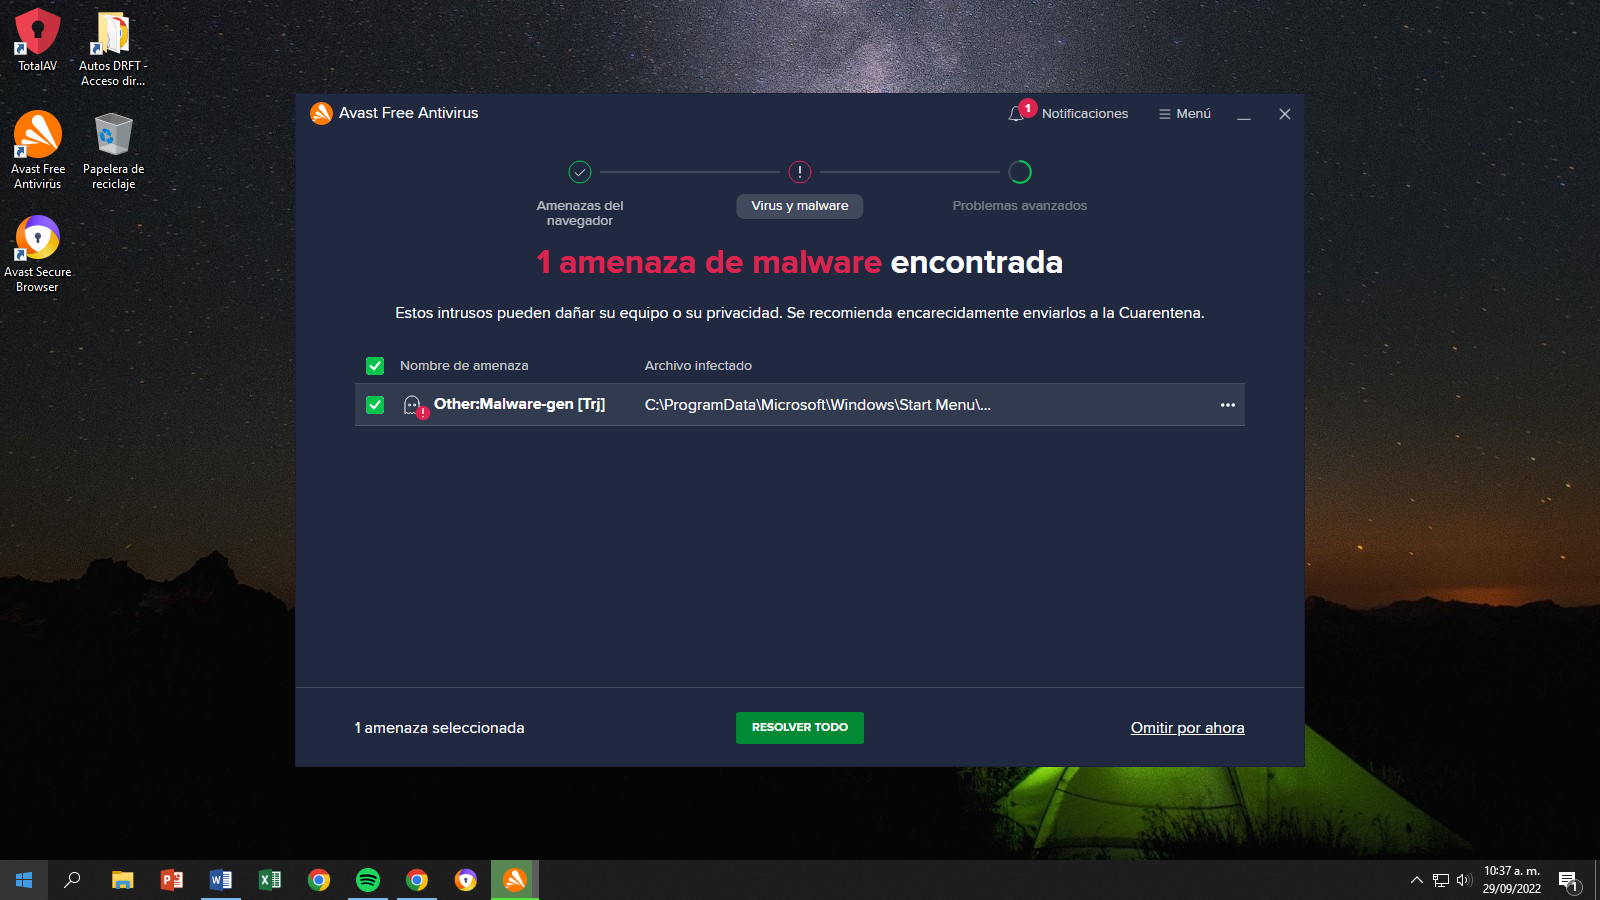 TotalAV
Autos DRFT -
Acceso dir...
Avast Free
Antivirus
Papelera de
reciclaje
Avast Secure
Browser
Avast Free Antivirus
1
Notificaciones
Menú
Amenazas del
navegador
Virus y malware
Problemas avanzados
1 amenaza de malware encontrada
Estos intrusos pueden dañar su equipo o su privacidad. Se recomienda encarecidamente enviarlos a la Cuarentena.
Nombre de amenaza
Archivo infectado
Other:Malware-gen [Trj]
C:\ProgramData\Microsoft\Windows\Start Menu\...
1 amenaza seleccionada
RESOLVER TODO
Omitir por ahora
10:37 a. m.
29/09/2022
1